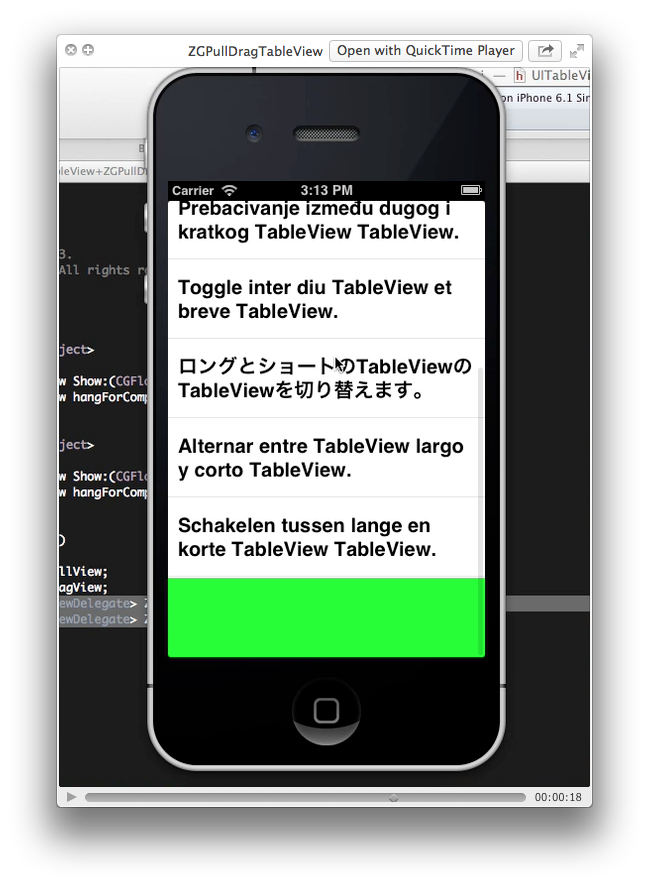 ZGPullDragTableView
Open with QuickTime Player
— h UITableVi
on iPhone 6.1 Sin
leView+ZGPullD
3.
All rights r
ject>
w Show:(CGFlo
w hangForComp
ject>
w Show:(CGFlo
w hangForComp
)
llView;
agView;
ewDelegate> Z
ewDelegate> Z
Carrier
3:13 PM
Prebacivanje između dugog i
kratkog TableView TableView.
Toggle inter diu TableView et
breve TableView.
ロングとショートのTableViewの
TableViewを切り替えます。
Alternar entre TableView largo
y corto TableView.
Schakelen tussen lange en
korte TableView TableView.
00:00:18